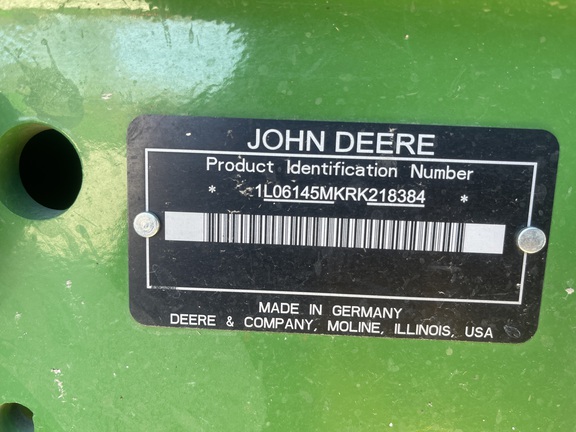 JOHN DEERE
Product Identification Number
* 1L06145MKRK218384 *
MADE IN GERMANY
DEERE & COMPANY, MOLINE, ILLINOIS, USA